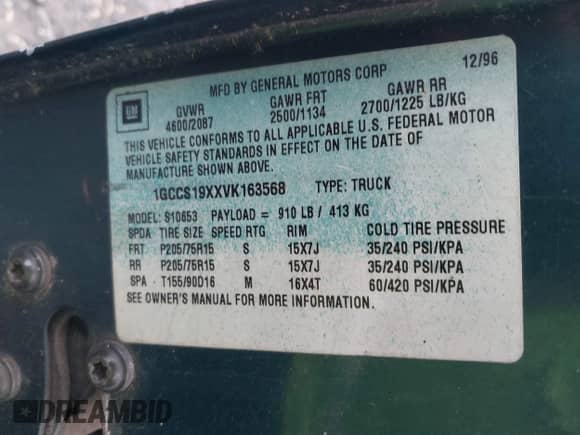 MFD BY GENERAL MOTORS CORP 12/96
GM GVWR GAWR FRT GAWR RR
4600/2087 2500/1134 2700/1225 LB/KG
THIS VEHICLE CONFORMS TO ALL APPLICABLE U.S. FEDERAL MOTOR
VEHICLE SAFETY STANDARDS IN EFFECT ON THE DATE OF
MANUFACTURE SHOWN ABOVE.
1GCCS19XXVK163568 TYPE: TRUCK
MODEL: S10653 PAYLOAD = 910 LB / 413 KG
SPDA TIRE SIZE SPEED RTG RIM COLD TIRE PRESSURE
FRT P205/75R15 S 15X7J 35/240 PSI/KPA
RR P205/75R15 S 15X7J 35/240 PSI/KPA
SPA T155/90D16 M 16X4T 60/420 PSI/KPA
SEE OWNER'S MANUAL FOR MORE INFORMATION.
DREAMBID